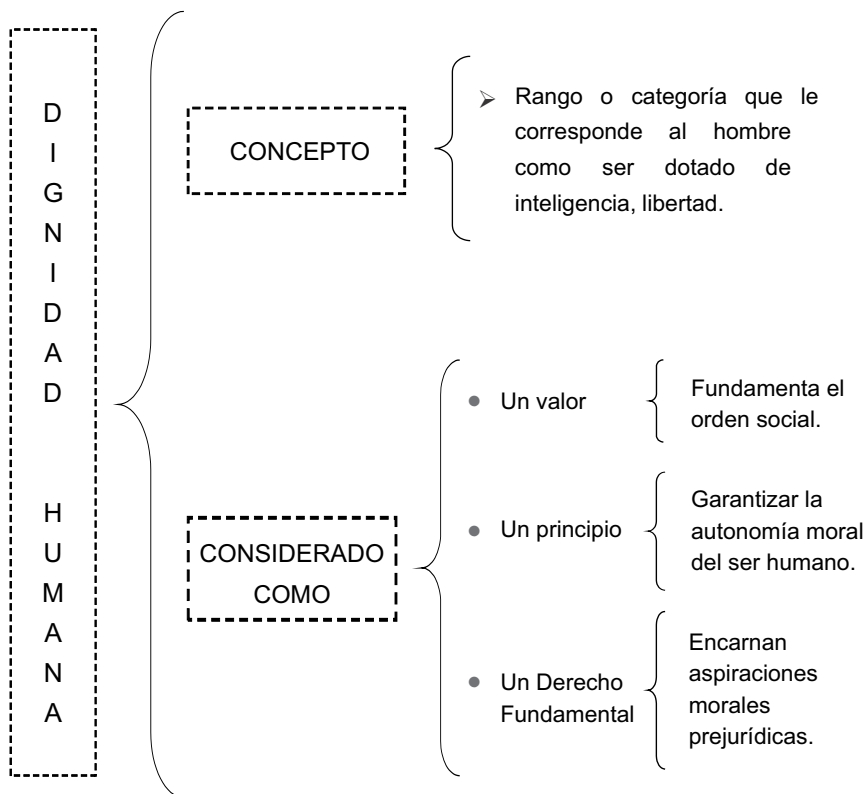 D
I
G
N
I
D
A
D
H
U
M
A
N
A
CONCEPTO
➢ Rango o categoría que le
corresponde al hombre
como ser dotado de
inteligencia, libertad.
CONSIDERADO
COMO
• Un valor
Fundamenta el
orden social.
• Un principio
Garantizar la
autonomía moral
del ser humano.
• Un Derecho
Fundamental
Encarnan
aspiraciones
morales
prejurídicas.